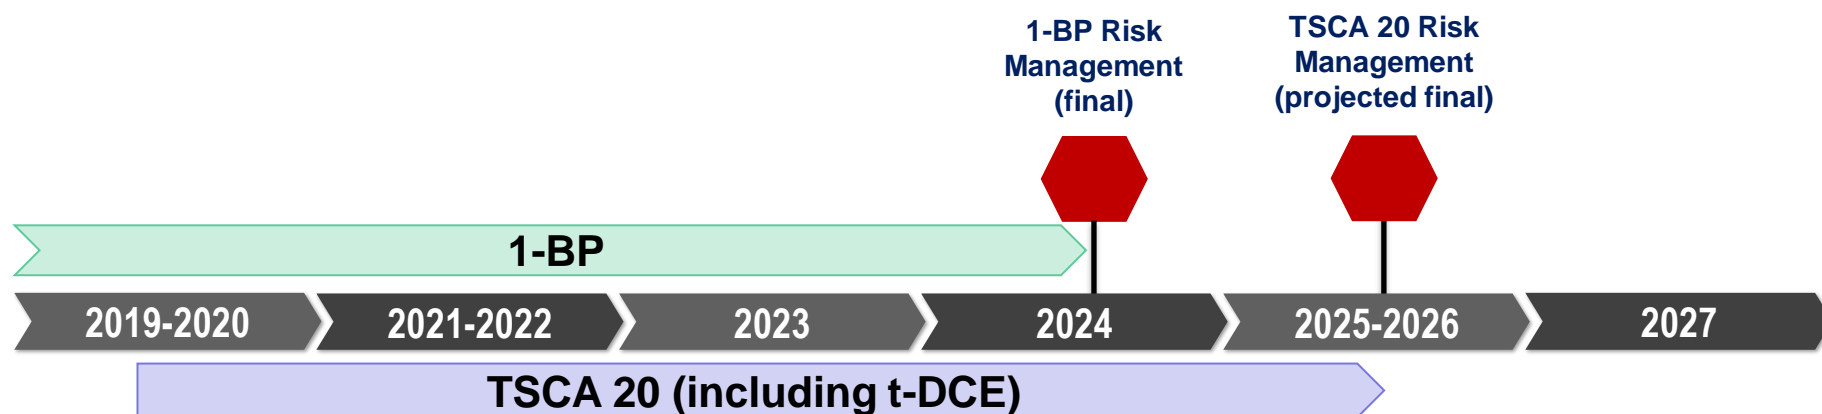 1-BP Risk
Management
(final)
TSCA 20 Risk
Management
(projected final)
1-BP
2019-2020
2021-2022
2023
2024
2025-2026
2027
TSCA 20 (including t-DCE)